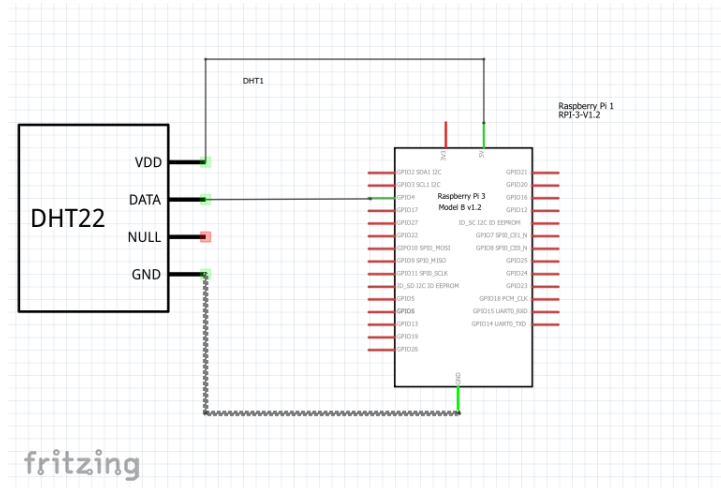 DHT1
Raspberry Pi 1
RPI-3-V1.2
DHT22
VDD
DATA
NULL
GND
3V3
5V
Raspberry Pi 3
Model B v1.2
GPIO2 SDA1 I2C
GPIO3 SCL1 I2C
GPIO4
GPIO17
GPIO27
GPIO22
GPIO10 SPI0_MOSI
GPIO9 SPI0_MISO
GPIO11 SPI0_SCLK
ID_SD I2C ID EEPROM
GPIO5
GPIO6
GPIO13
GPIO19
GPIO26
GPIO21
GPIO20
GPIO16
GPIO12
ID_SC I2C ID EEPROM
GPIO7 SPI0_CE1_N
GPIO8 SPI0_CE0_N
GPIO25
GPIO24
GPIO23
GPIO18 PCM_CLK
GPIO15 UART0_RXD
GPIO14 UART0_TXD
GND
fritzing